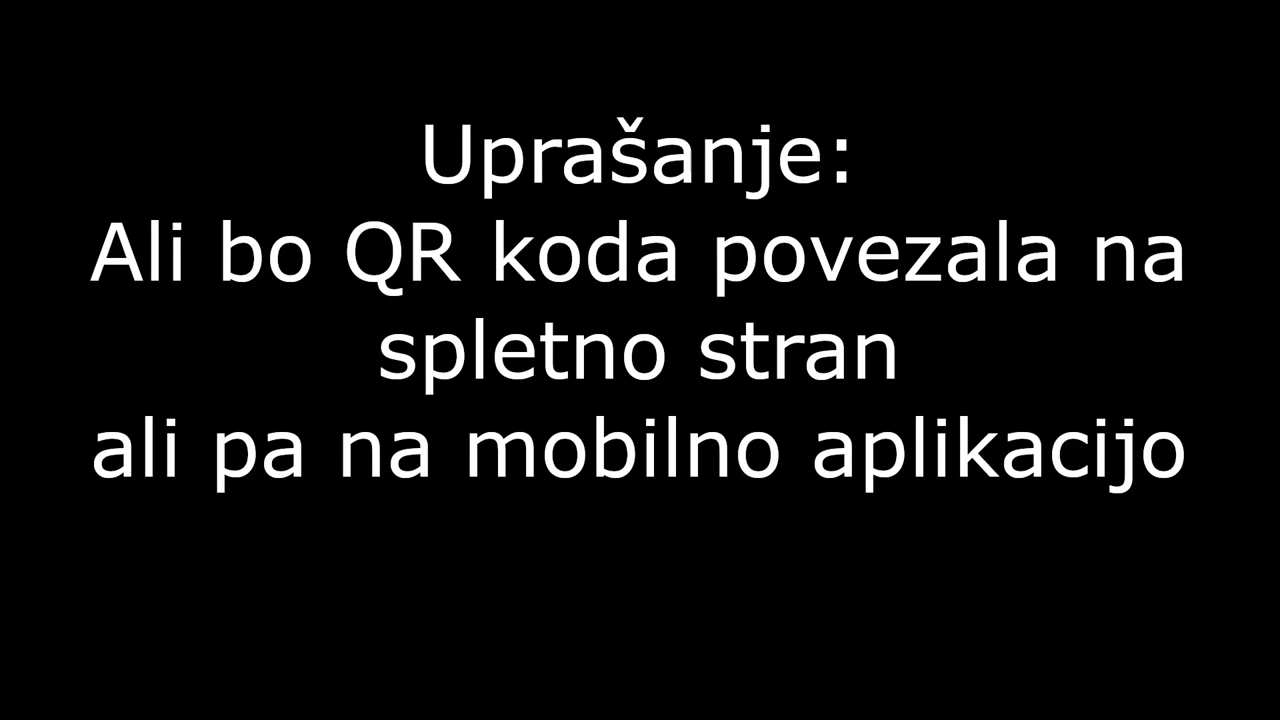 Uprašanje:
Ali bo QR koda povezala na
spletno stran
ali pa na mobilno aplikacijo